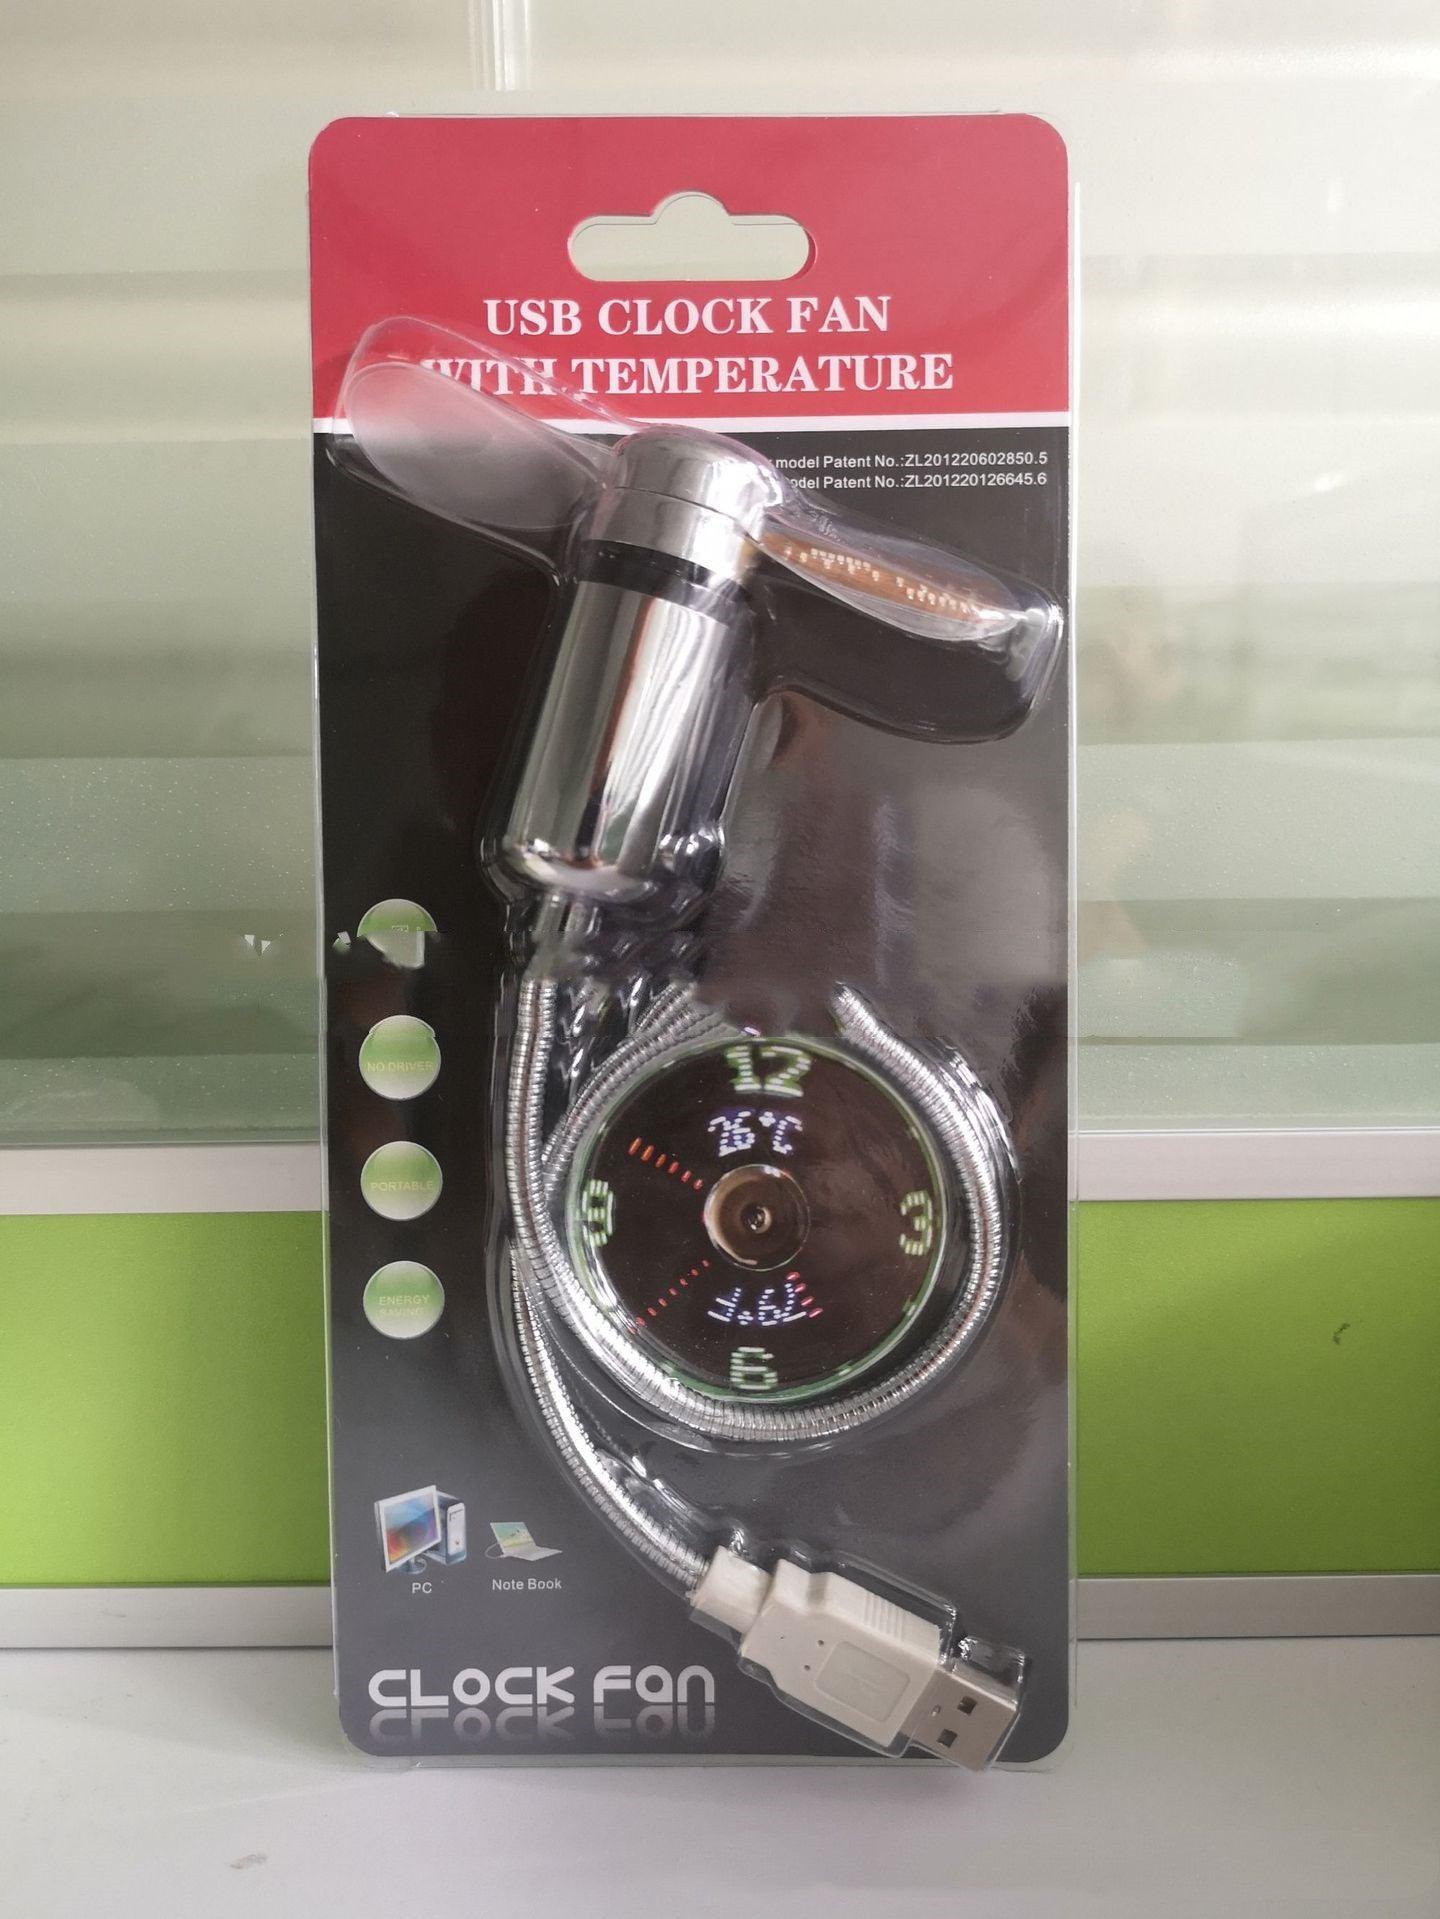 USB CLOCK FAN
WITH TEMPERATURE
model Patent No.:ZL201220602850.5
model Patent No.:ZL201220126645.6
NO DRIVER
PORTABLE
ENERGY
SAVING
12
26°C
9
3
79°F
6
PC
Note Book
CLOCK FAN